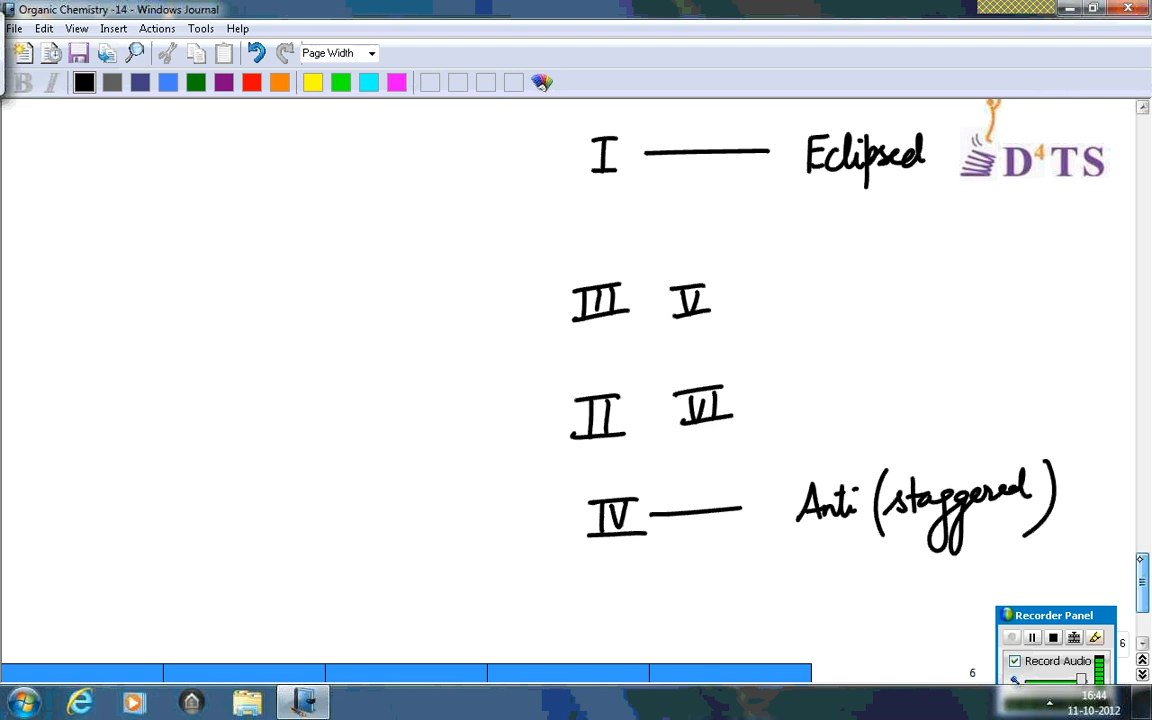 Organic Chemistry -14 - Windows Journal
File Edit View Insert Actions Tools Help
Page Width
B I
I — Eclipsed
D4TS
III V
II VI
IV — Anti (staggered)
Recorder Panel
6
Record Audio
6
16:44
11-10-2012